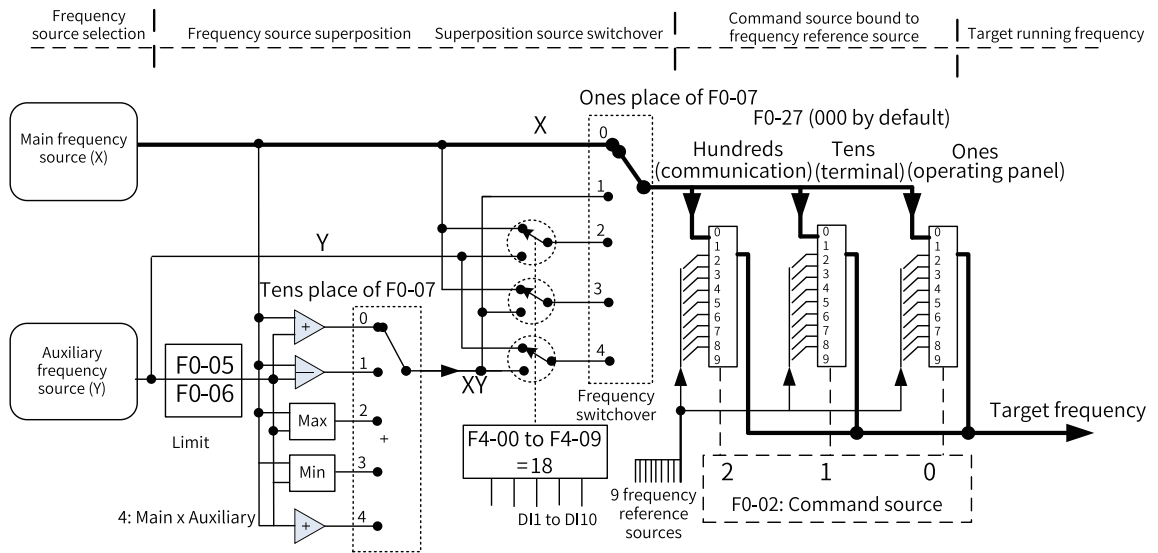 Frequency
source selection
Frequency source superposition
Superposition source switchover
Command source bound to
frequency reference source
Target running frequency
Main frequency
source (X)
X
Ones place of F0-07
0
1
2
3
4
Frequency
switchover
F0-27 (000 by default)
Hundreds
(communication)
Tens
(terminal)
Ones
(operating panel)
0
1
2
3
4
5
6
7
8
9
0
1
2
3
4
5
6
7
8
9
0
1
2
3
4
5
6
7
8
9
Y
Tens place of F0-07
Auxiliary
frequency
source (Y)
F0-05
F0-06
Limit
+
−
Max
Min
+
0
1
2
+
3
4
4: Main x Auxiliary
XY
F4-00 to F4-09
=18
DI1 to DI10
9 frequency
reference
sources
2
1
0
F0-02: Command source
Target frequency